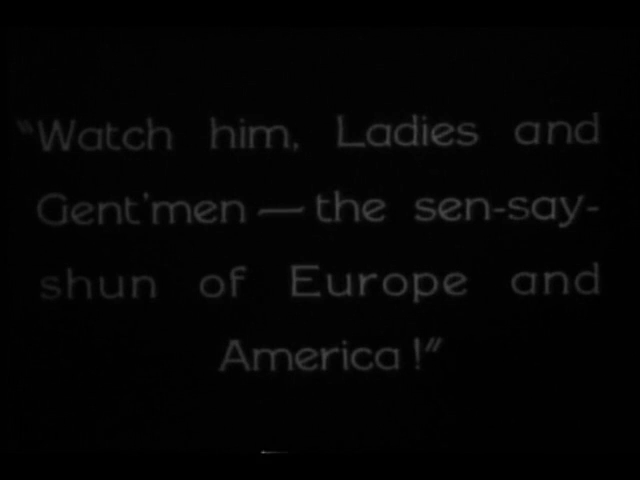 "Watch him, Ladies and
Gent'men — the sen-say-
shun of Europe and
America!"